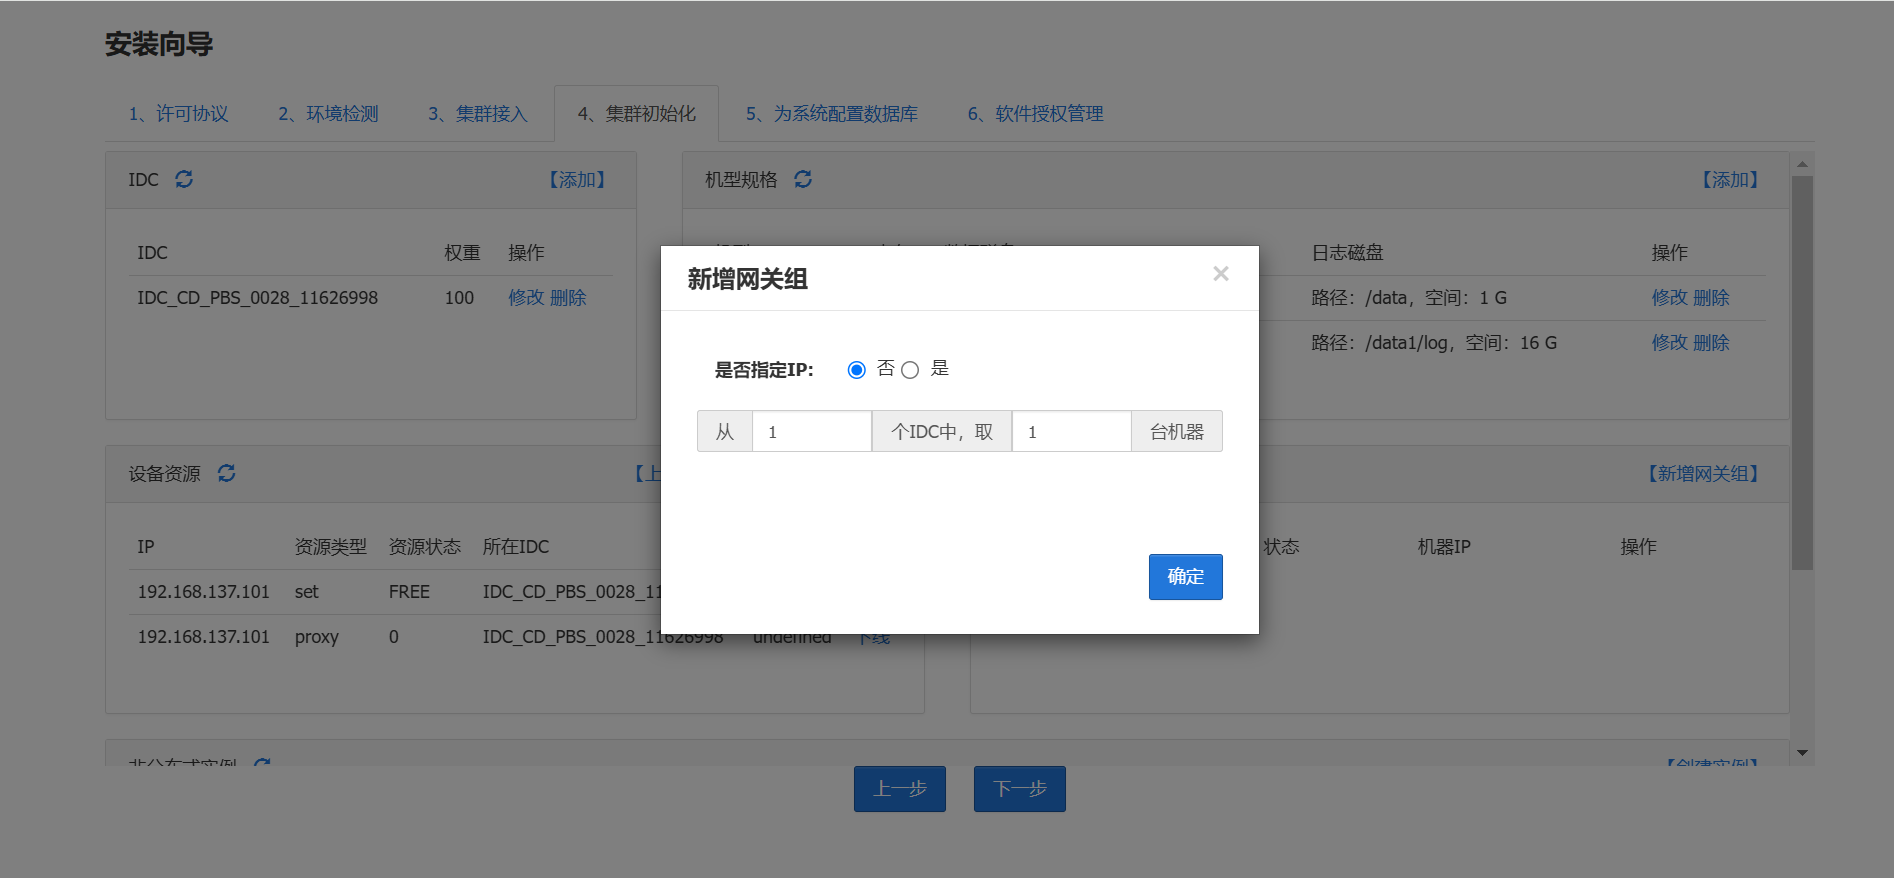 安装向导
1、许可协议
2、环境检测
3、集群接入
4、集群初始化
5、为系统配置数据库
6、软件授权管理
IDC
【添加】
机型规格
【添加】
IDC 权重 操作
日志磁盘 操作
IDC_CD_PBS_0028_11626998 100 修改 删除
路径：/data，空间：1 G 修改 删除
路径：/data1/log，空间：16 G 修改 删除
新增网关组
×
是否指定IP: 否 是
从 1 个IDC中，取 1 台机器
确定
设备资源
【上
【新增网关组】
IP 资源类型 资源状态 所在IDC
状态 机器IP 操作
192.168.137.101 set FREE IDC_CD_PBS_0028_11
192.168.137.101 proxy 0 IDC_CD_PBS_0028_11626998 undefined 下线
非分布式实例
【创建实例】
上一步 下一步